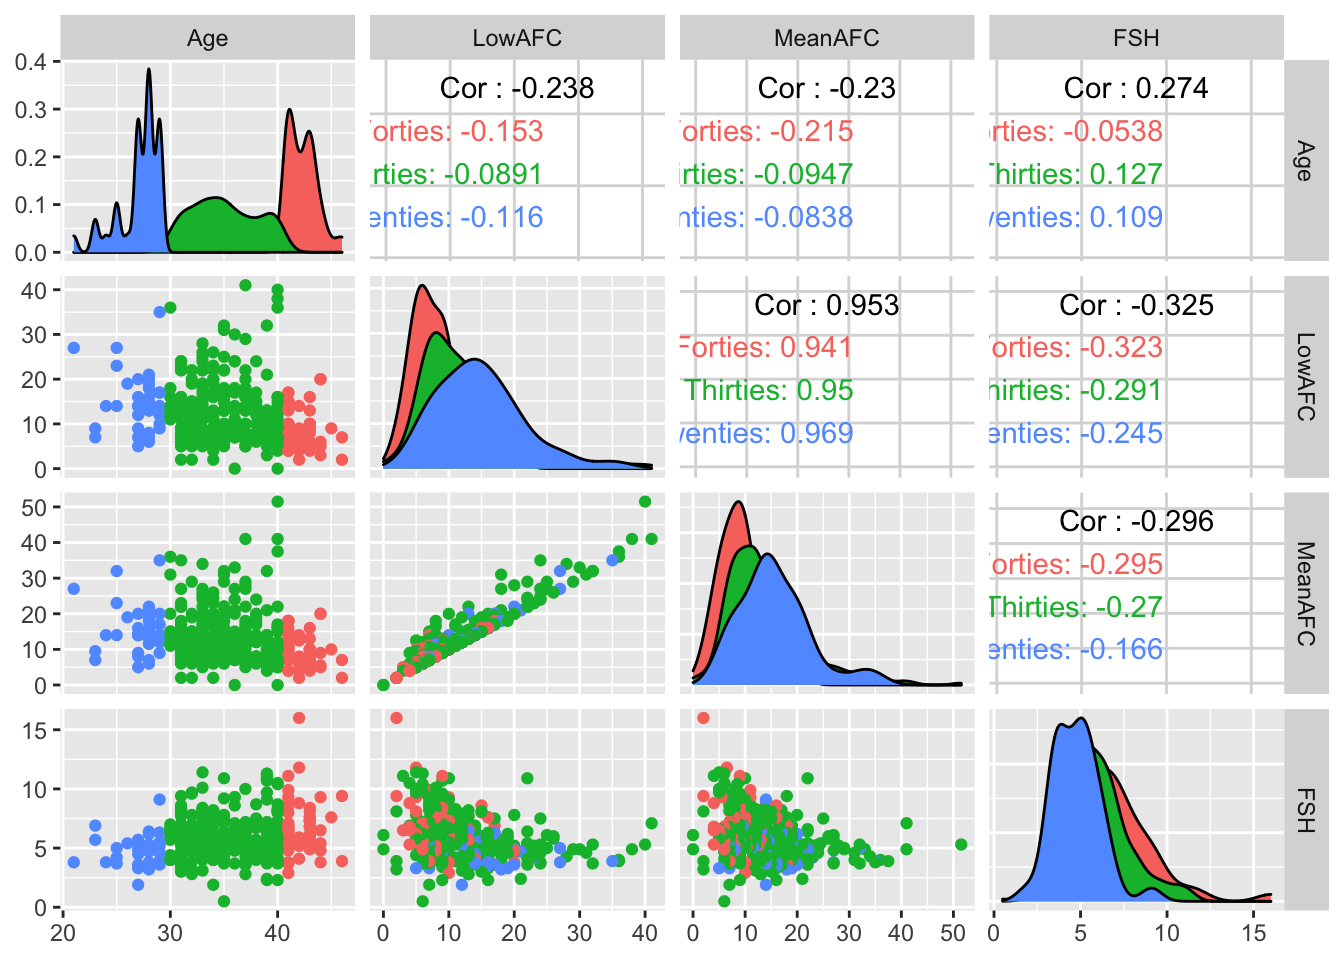 Age LowAFC MeanAFC FSH
0.4
0.3
0.2
0.1
0.0
Cor : -0.238
orties: -0.153
rties: -0.0891
enties: -0.116
Cor : -0.23
orties: -0.215
rties: -0.0947
nties: -0.0838
Cor : 0.274
orties: -0.0538
Thirties: 0.127
enties: 0.109
Age
40
30
20
10
0
Cor : 0.953
Forties: 0.941
Thirties: 0.95
enties: 0.969
Cor : -0.325
orties: -0.323
irties: -0.291
enties: -0.245
LowAFC
50
40
30
20
10
0
Cor : -0.296
orties: -0.295
Thirties: -0.27
enties: -0.166
MeanAFC
15
10
5
0
FSH
20 30 40 0 10 20 30 40 0 10 20 30 40 50 0 5 10 15